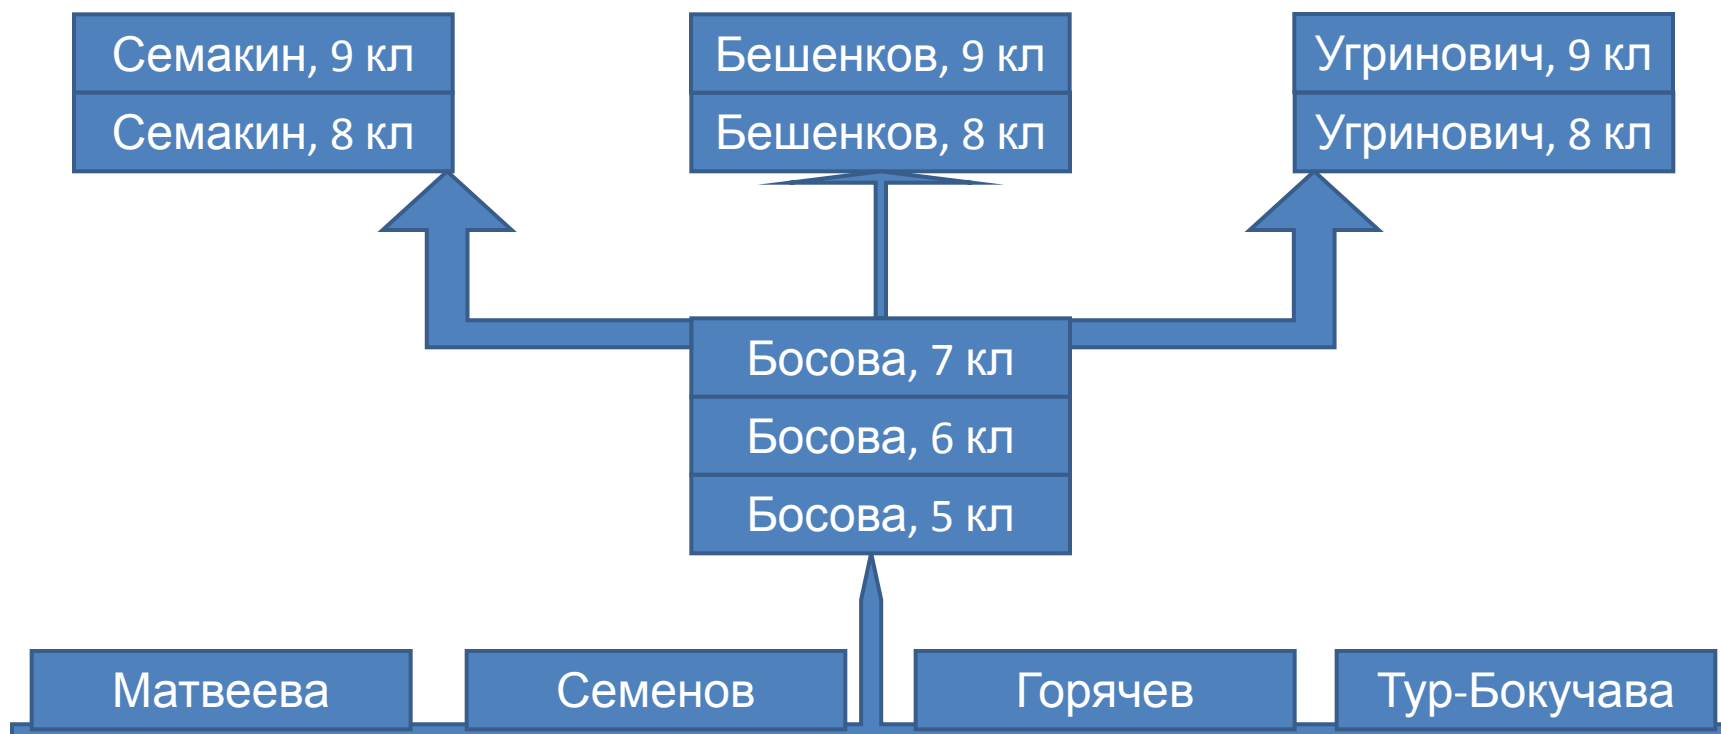 Семакин, 9 кл
Бешенков, 9 кл
Угринович, 9 кл
Семакин, 8 кл
Бешенков, 8 кл
Угринович, 8 кл
Босова, 7 кл
Босова, 6 кл
Босова, 5 кл
Матвеева
Семенов
Горячев
Тур-Бокучава